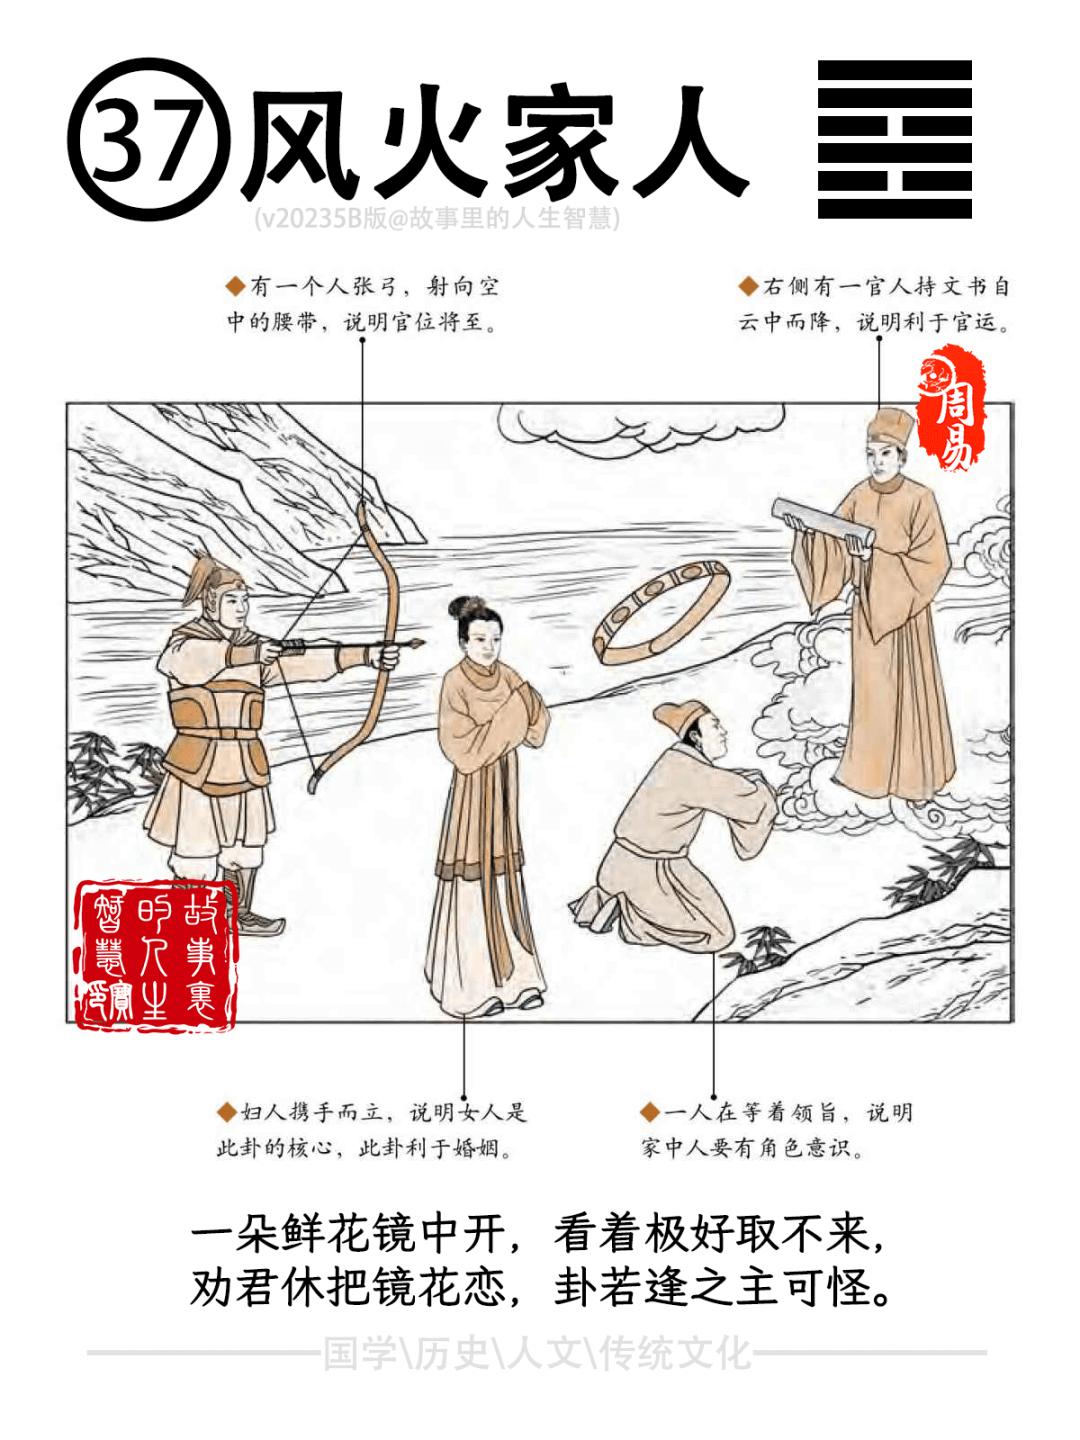 37 风火家人
(v20235B版@故事里的人生智慧)
◆有一个人张弓，射向空
中的腰带，说明官位将至。
◆右侧有一官人持文书自
云中而降，说明利于官运。
周易
故事裏
的人生
智慧
◆妇人携手而立，说明女人是
此卦的核心，此卦利于婚姻。
◆一人在等着领旨，说明
家中人要有角色意识。
一朵鲜花镜中开，看着极好取不来，
劝君休把镜花恋，卦若逢之主可怪。
国学\历史\人文\传统文化